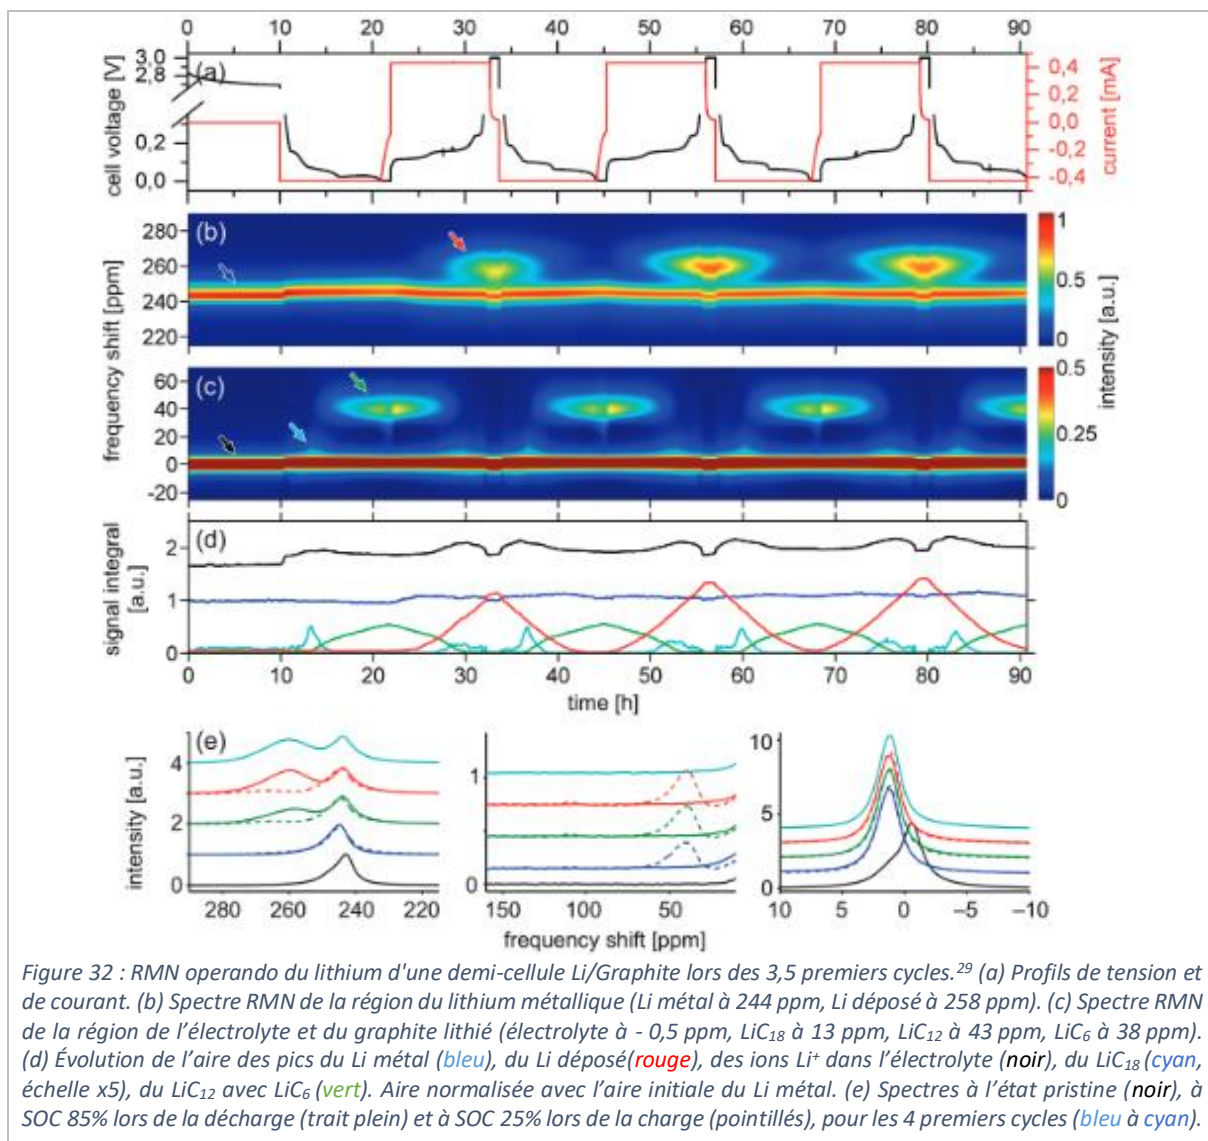 0 10 20 30 40 50 60 70 80 90
3,0
2,8
0,2
0,0
cell voltage [V]
(a)
0,4
0,2
0,0
-0,2
-0,4
current [mA]
280
260
240
220
(b)
1
0.5
0
60
40
20
0
-20
(c)
frequency shift [ppm]
0.5
0.25
0
intensity [a.u.]
2
1
0
(d)
signal integral
[a.u.]
0 10 20 30 40 50 60 70 80 90
time [h]
(e)
4
2
0
intensity [a.u.]
280 260 240 220
1
0
150 100 50
10
5
0
10 5 0 –5 –10
frequency shift [ppm]
Figure 32 : RMN operando du lithium d'une demi-cellule Li/Graphite lors des 3,5 premiers cycles.²⁹ (a) Profils de tension et
de courant. (b) Spectre RMN de la région du lithium métallique (Li métal à 244 ppm, Li déposé à 258 ppm). (c) Spectre RMN
de la région de l’électrolyte et du graphite lithié (électrolyte à - 0,5 ppm, LiC₁₈ à 13 ppm, LiC₁₂ à 43 ppm, LiC₆ à 38 ppm).
(d) Évolution de l’aire des pics du Li métal (bleu), du Li déposé(rouge), des ions Li⁺ dans l’électrolyte (noir), du LiC₁₈ (cyan,
échelle x5), du LiC₁₂ avec LiC₆ (vert). Aire normalisée avec l’aire initiale du Li métal. (e) Spectres à l’état pristine (noir), à
SOC 85% lors de la décharge (trait plein) et à SOC 25% lors de la charge (pointillés), pour les 4 premiers cycles (bleu à cyan).